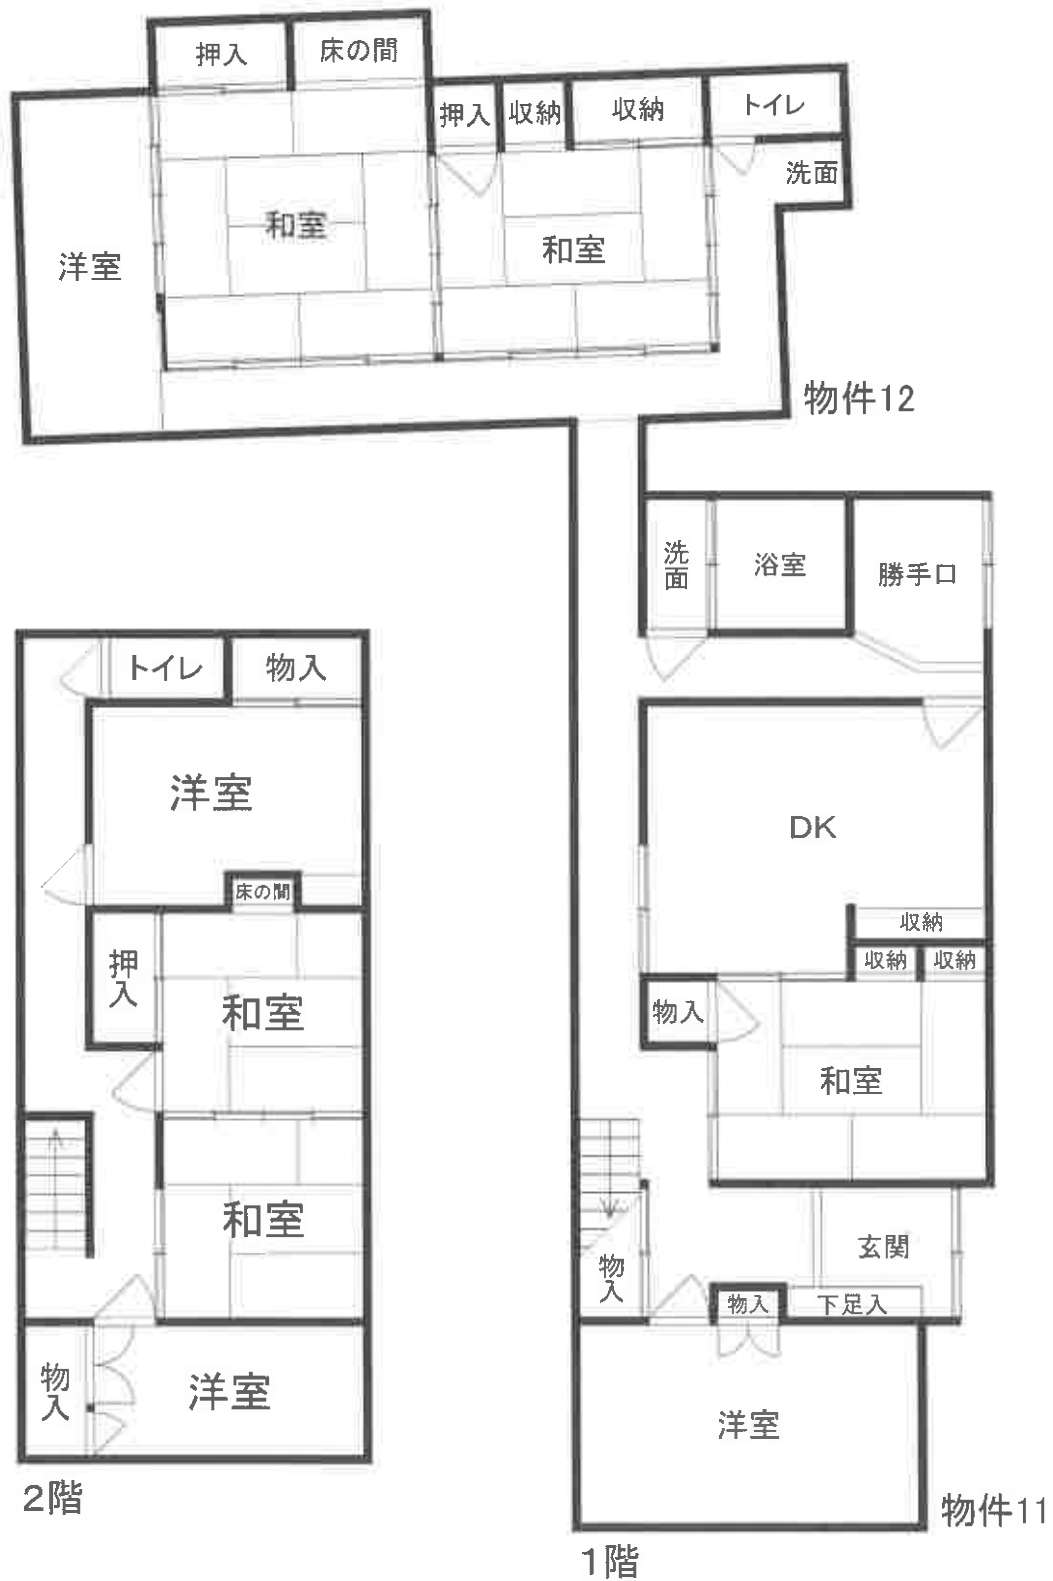 押入
床の間
押入
収納
収納
トイレ
洗面
洋室
和室
和室
物件12
洗面
浴室
勝手口
DK
収納
収納
収納
物入
和室
物入
玄関
物入
下足入
洋室
物件11
1階
トイレ
物入
洋室
床の間
押入
和室
和室
物入
洋室
2階